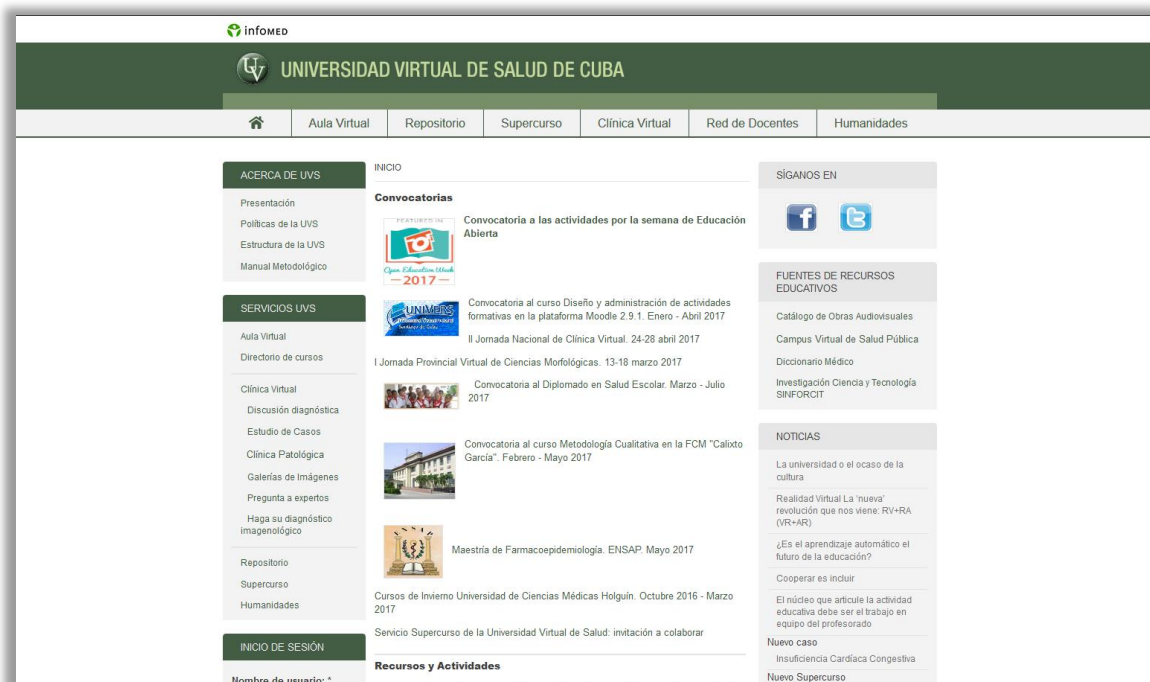 infoMED
UV UNIVERSIDAD VIRTUAL DE SALUD DE CUBA
Aula Virtual Repositorio Supercurso Clínica Virtual Red de Docentes Humanidades
ACERCA DE UVS
Presentación
Políticas de la UVS
Estructura de la UVS
Manual Metodológico
SERVICIOS UVS
Aula Virtual
Directorio de cursos
Clínica Virtual
Discusión diagnóstica
Estudio de Casos
Clínica Patológica
Galerías de Imágenes
Pregunta a expertos
Haga su diagnóstico
imagenológico
Repositorio
Supercurso
Humanidades
INICIO DE SESIÓN
Nombre de usuario: *
INICIO
Convocatorias
FEATURED IN
Open Education Week
2017
Convocatoria a las actividades por la semana de Educación
Abierta
UNIVERS
Convocatoria al curso Diseño y administración de actividades
formativas en la plataforma Moodle 2.9.1. Enero - Abril 2017
II Jornada Nacional de Clínica Virtual. 24-28 abril 2017
I Jornada Provincial Virtual de Ciencias Morfológicas. 13-18 marzo 2017
Convocatoria al Diplomado en Salud Escolar. Marzo - Julio
2017
Convocatoria al curso Metodología Cualitativa en la FCM "Calixto
García". Febrero - Mayo 2017
ENSAP
Maestría de Farmacoepidemiología. ENSAP. Mayo 2017
Cursos de Invierno Universidad de Ciencias Médicas Holguín. Octubre 2016 - Marzo
2017
Servicio Supercurso de la Universidad Virtual de Salud: invitación a colaborar
Recursos y Actividades
SÍGANOS EN
FUENTES DE RECURSOS
EDUCATIVOS
Catálogo de Obras Audiovisuales
Campus Virtual de Salud Pública
Diccionario Médico
Investigación Ciencia y Tecnología
SINFORCIT
NOTICIAS
La universidad o el ocaso de la
cultura
Realidad Virtual La 'nueva'
revolución que nos viene: RV+RA
(VR+AR)
¿Es el aprendizaje automático el
futuro de la educación?
Cooperar es incluir
El núcleo que articule la actividad
educativa debe ser el trabajo en
equipo del profesorado
Nuevo caso
Insuficiencia Cardíaca Congestiva
Nuevo Supercurso